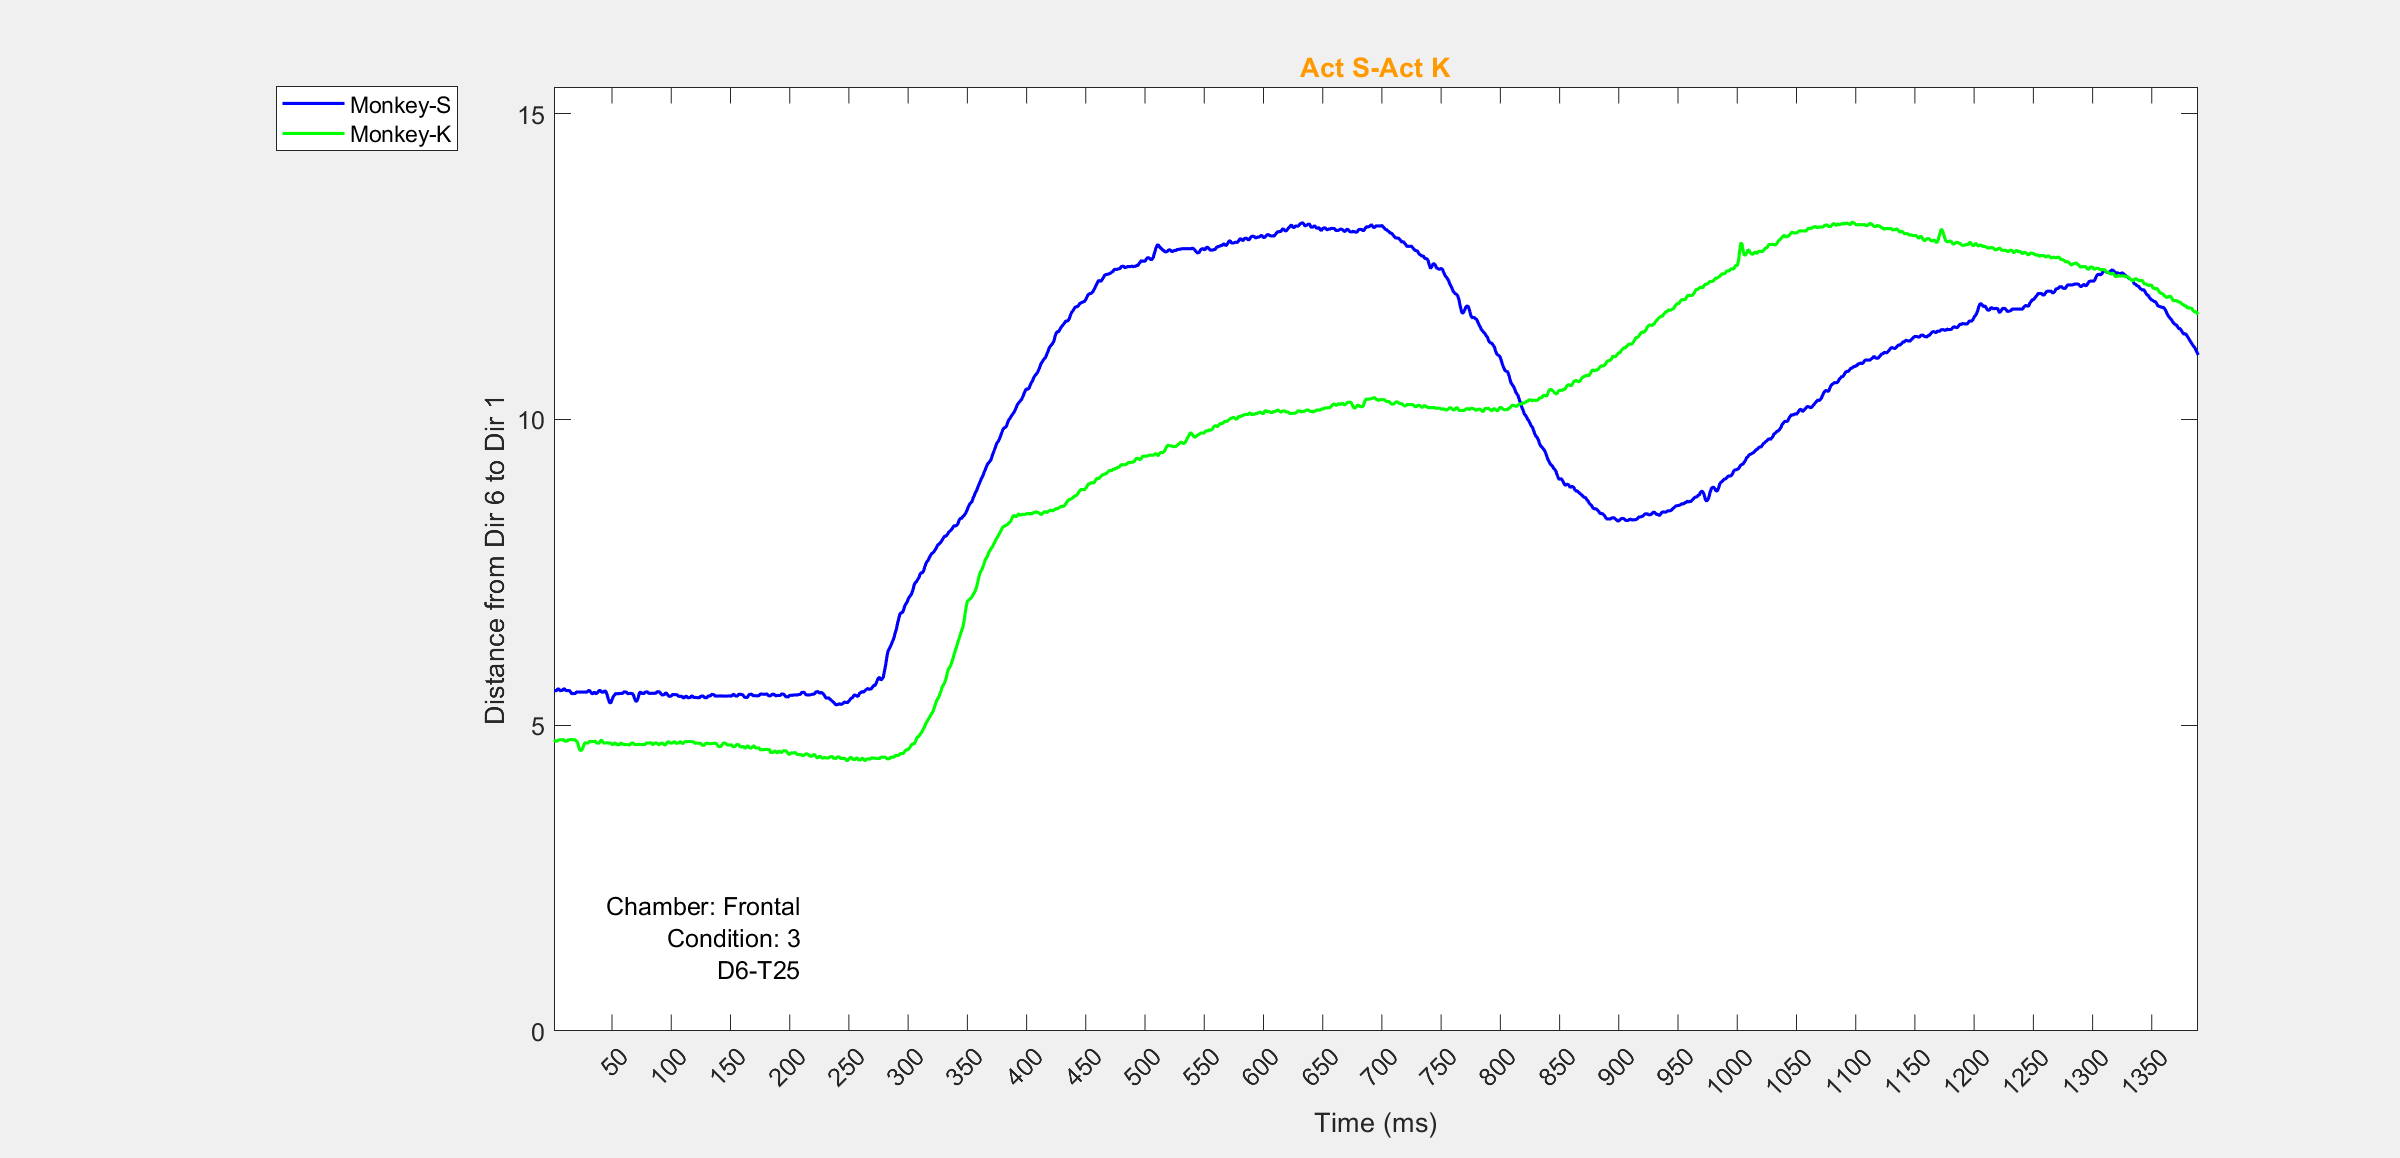 Act S-Act K
Monkey-S
Monkey-K
15
10
5
0
Distance from Dir 6 to Dir 1
Chamber: Frontal
Condition: 3
D6-T25
50 100 150 200 250 300 350 400 450 500 550 600 650 700 750 800 850 900 950 1000 1050 1100 1150 1200 1250 1300 1350
Time (ms)